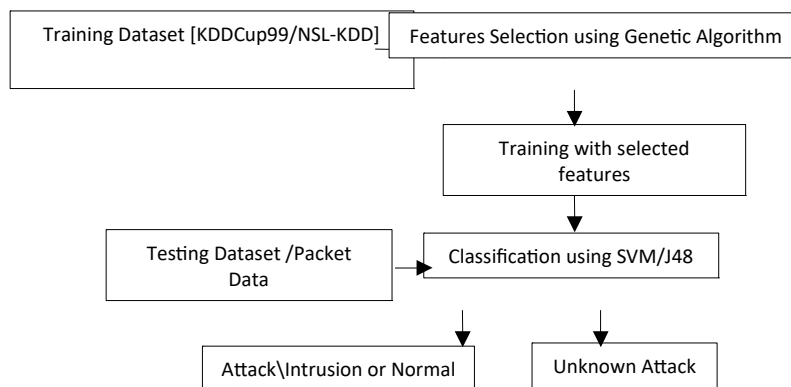 Training Dataset [KDDCup99/NSL-KDD]
Features Selection using Genetic Algorithm
Training with selected
features
Testing Dataset /Packet
Data
Classification using SVM/J48
Attack\Intrusion or Normal
Unknown Attack